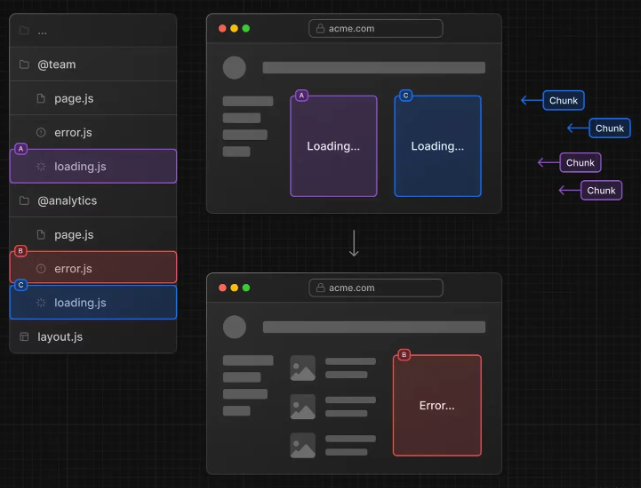 ...
@team
page.js
error.js
A
loading.js
@analytics
page.js
B
error.js
C
loading.js
layout.js
acme.com
A
C
Loading...
Loading...
Chunk
Chunk
Chunk
Chunk
acme.com
B
Error...